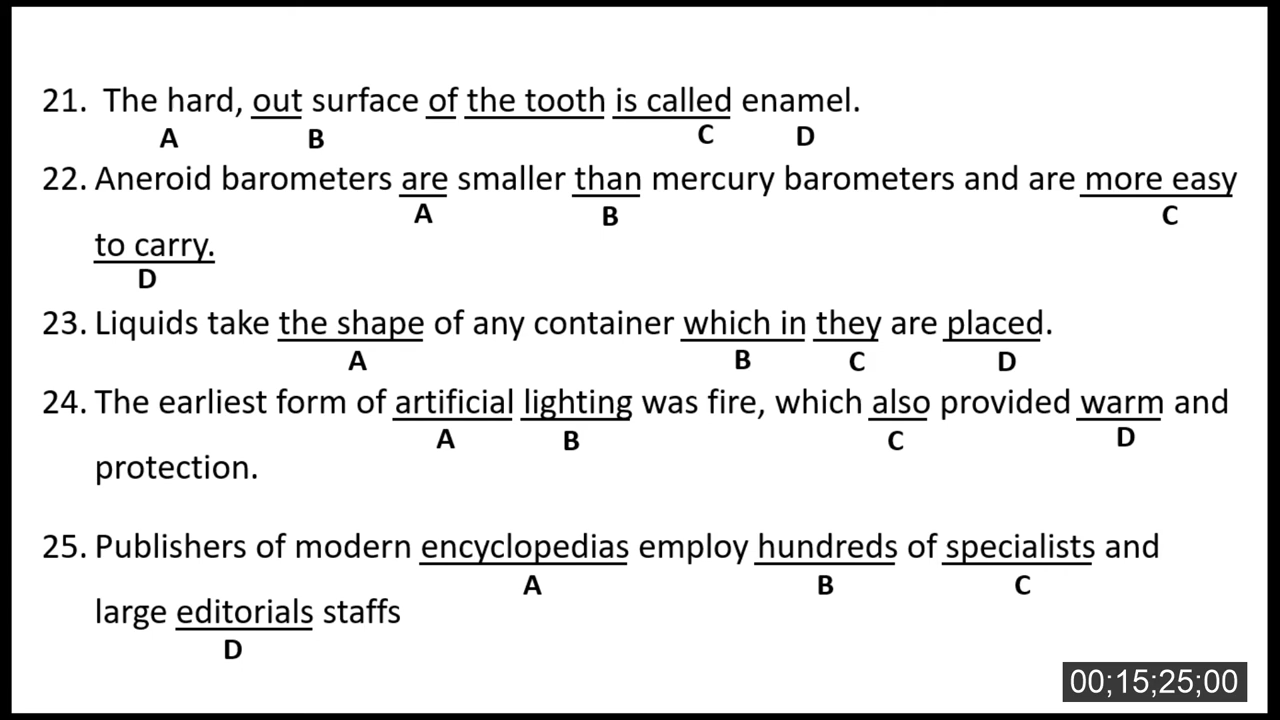 21. The hard, out surface of the tooth is called enamel.
A B C D
22. Aneroid barometers are smaller than mercury barometers and are more easy
A B C
to carry.
D
23. Liquids take the shape of any container which in they are placed.
A B C D
24. The earliest form of artificial lighting was fire, which also provided warm and
A B C D
protection.
25. Publishers of modern encyclopedias employ hundreds of specialists and
A B C
large editorials staffs
D
00;15;25;00